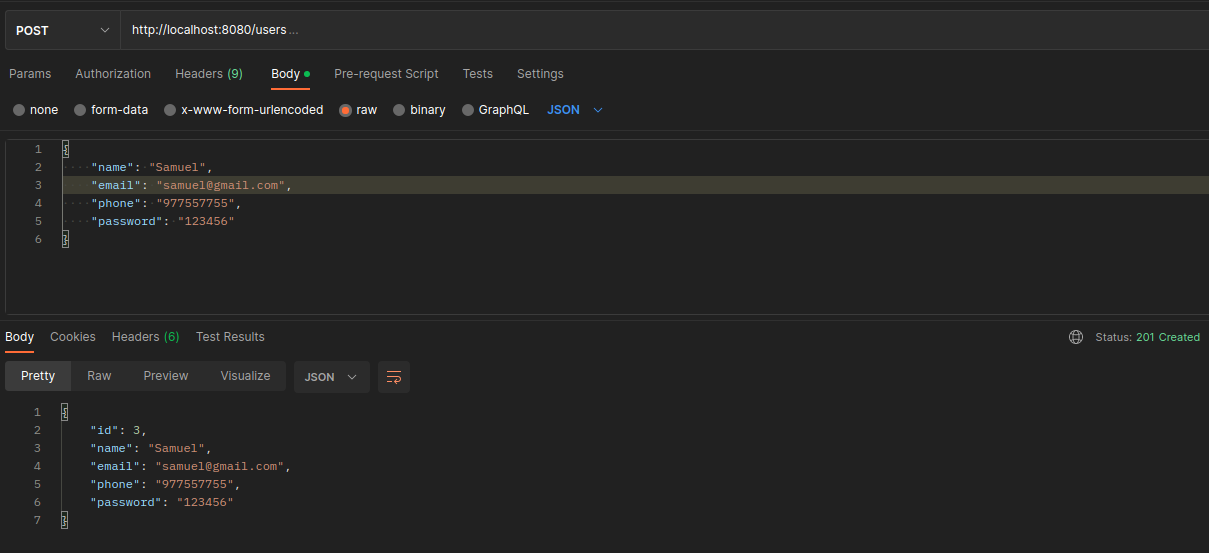 POST http://localhost:8080/users...
Params Authorization Headers (9) Body Pre-request Script Tests Settings
none form-data x-www-form-urlencoded raw binary GraphQL JSON
1 {
2 "name": "Samuel",
3 "email": "samuel@gmail.com",
4 "phone": "977557755",
5 "password": "123456"
6 }
Body Cookies Headers (6) Test Results Status: 201 Created
Pretty Raw Preview Visualize JSON
1 {
2 "id": 3,
3 "name": "Samuel",
4 "email": "samuel@gmail.com",
5 "phone": "977557755",
6 "password": "123456"
7 }